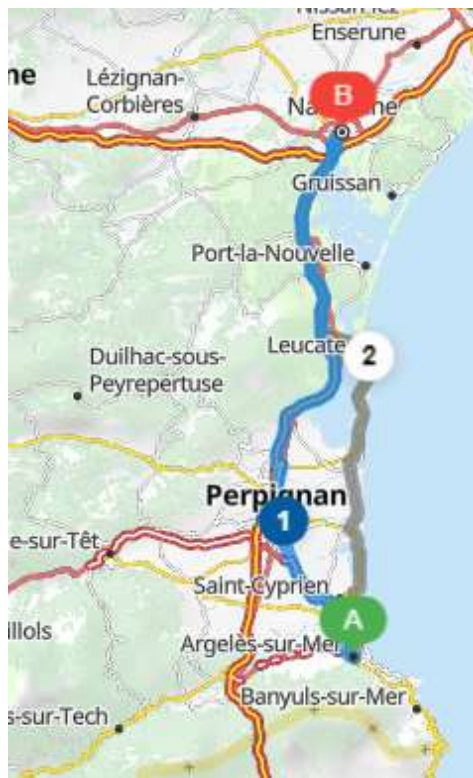 Enserune
ne
Lézignan-
Corbières
B
Gruissan
Port-la-Nouvelle
Leucate
2
Duilhac-sous-
Peyrepertuse
Perpignan
1
e-sur-Têt
Saint-Cyprien
A
illols
Argelès-sur-Mer
Banyuls-sur-Mer
s-sur-Tech